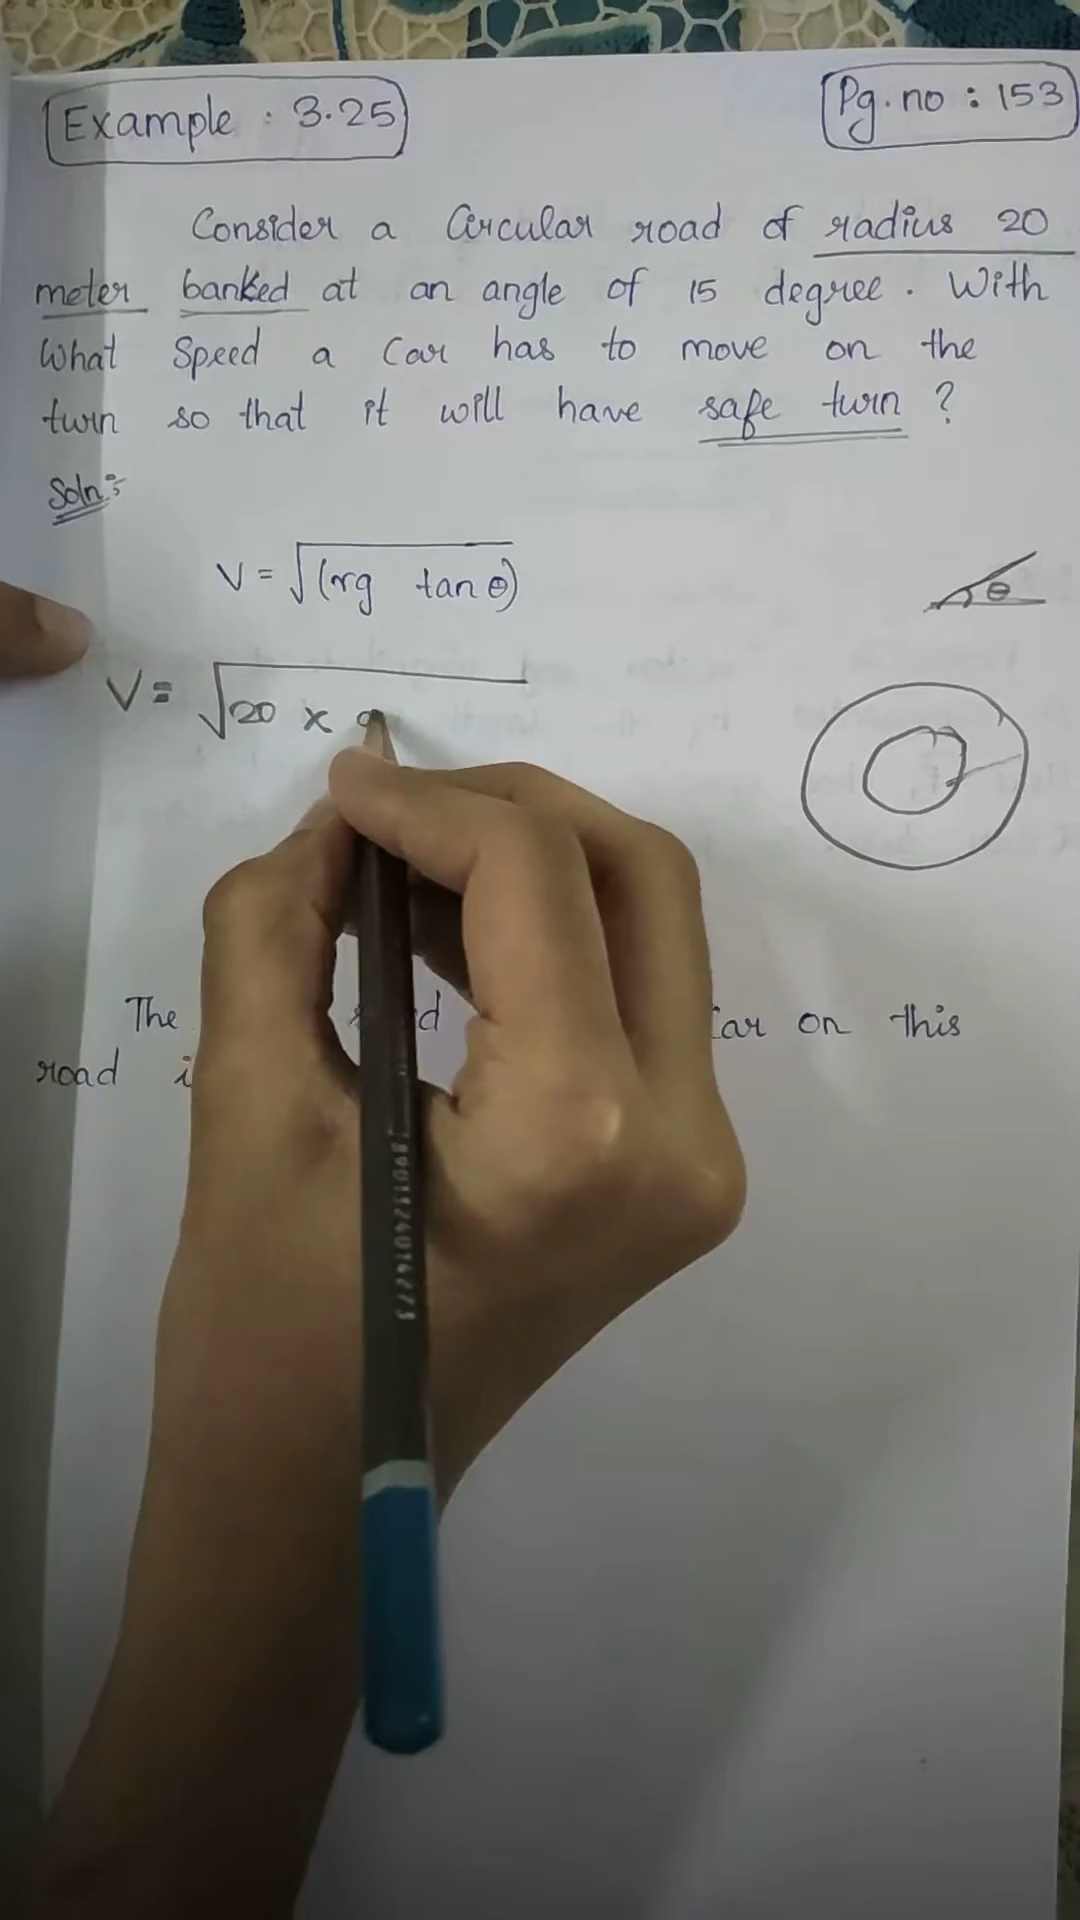 Example : 3.25
Pg. no : 153
Consider a Circular road of radius 20
meter banked at an angle of 15 degree. With
what Speed a Car has to move on the
turn so that it will have safe turn ?
Soln:-
V = √(rg tan θ)
θ
V = √20 x
The Car on this
road
8901324016273